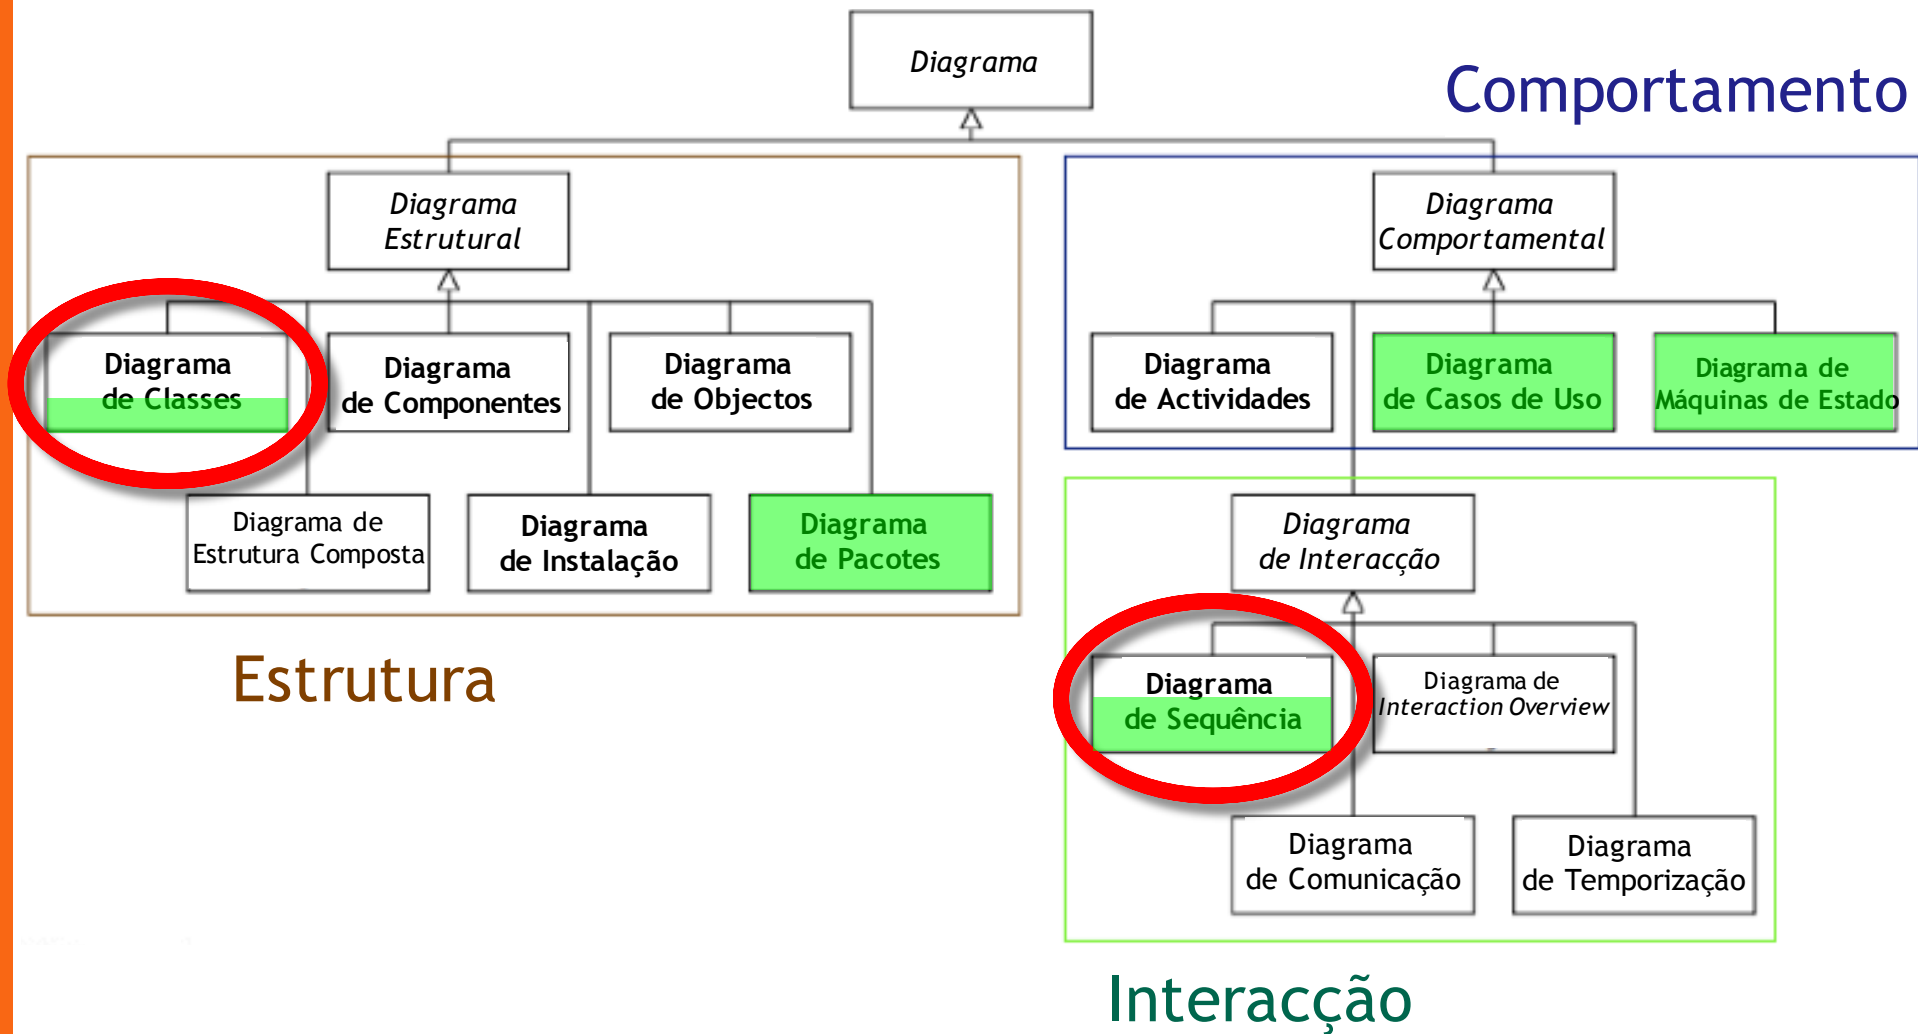 Diagrama
Comportamento
Diagrama
Estrutural
Diagrama
Comportamental
Diagrama
de Classes
Diagrama
de Componentes
Diagrama
de Objectos
Diagrama
de Actividades
Diagrama
de Casos de Uso
Diagrama de
Máquinas de Estado
Diagrama de
Estrutura Composta
Diagrama
de Instalação
Diagrama
de Pacotes
Diagrama
de Interacção
Estrutura
Diagrama
de Sequência
Diagrama de
Interaction Overview
Diagrama
de Comunicação
Diagrama
de Temporização
Interacção